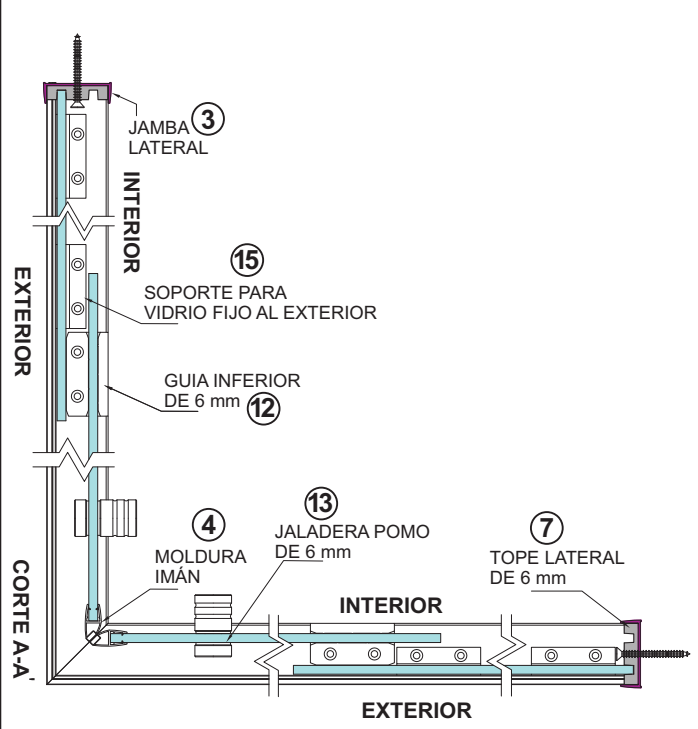 JAMBA 3
LATERAL
INTERIOR
EXTERIOR
15
SOPORTE PARA
VIDRIO FIJO AL EXTERIOR
GUIA INFERIOR
DE 6 mm 12
4
MOLDURA
IMÁN
13
JALADERA POMO
DE 6 mm
7
TOPE LATERAL
DE 6 mm
INTERIOR
CORTE A-A
EXTERIOR